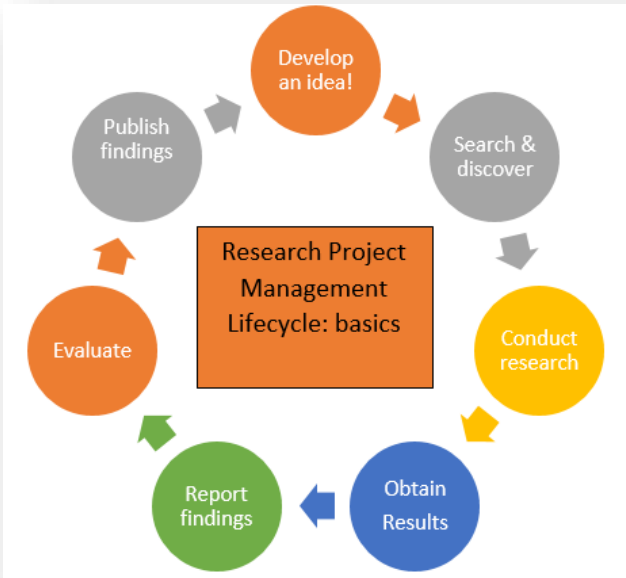 Develop
an idea!
Search &
discover
Conduct
research
Obtain
Results
Report
findings
Evaluate
Publish
findings
Research Project
Management
Lifecycle: basics